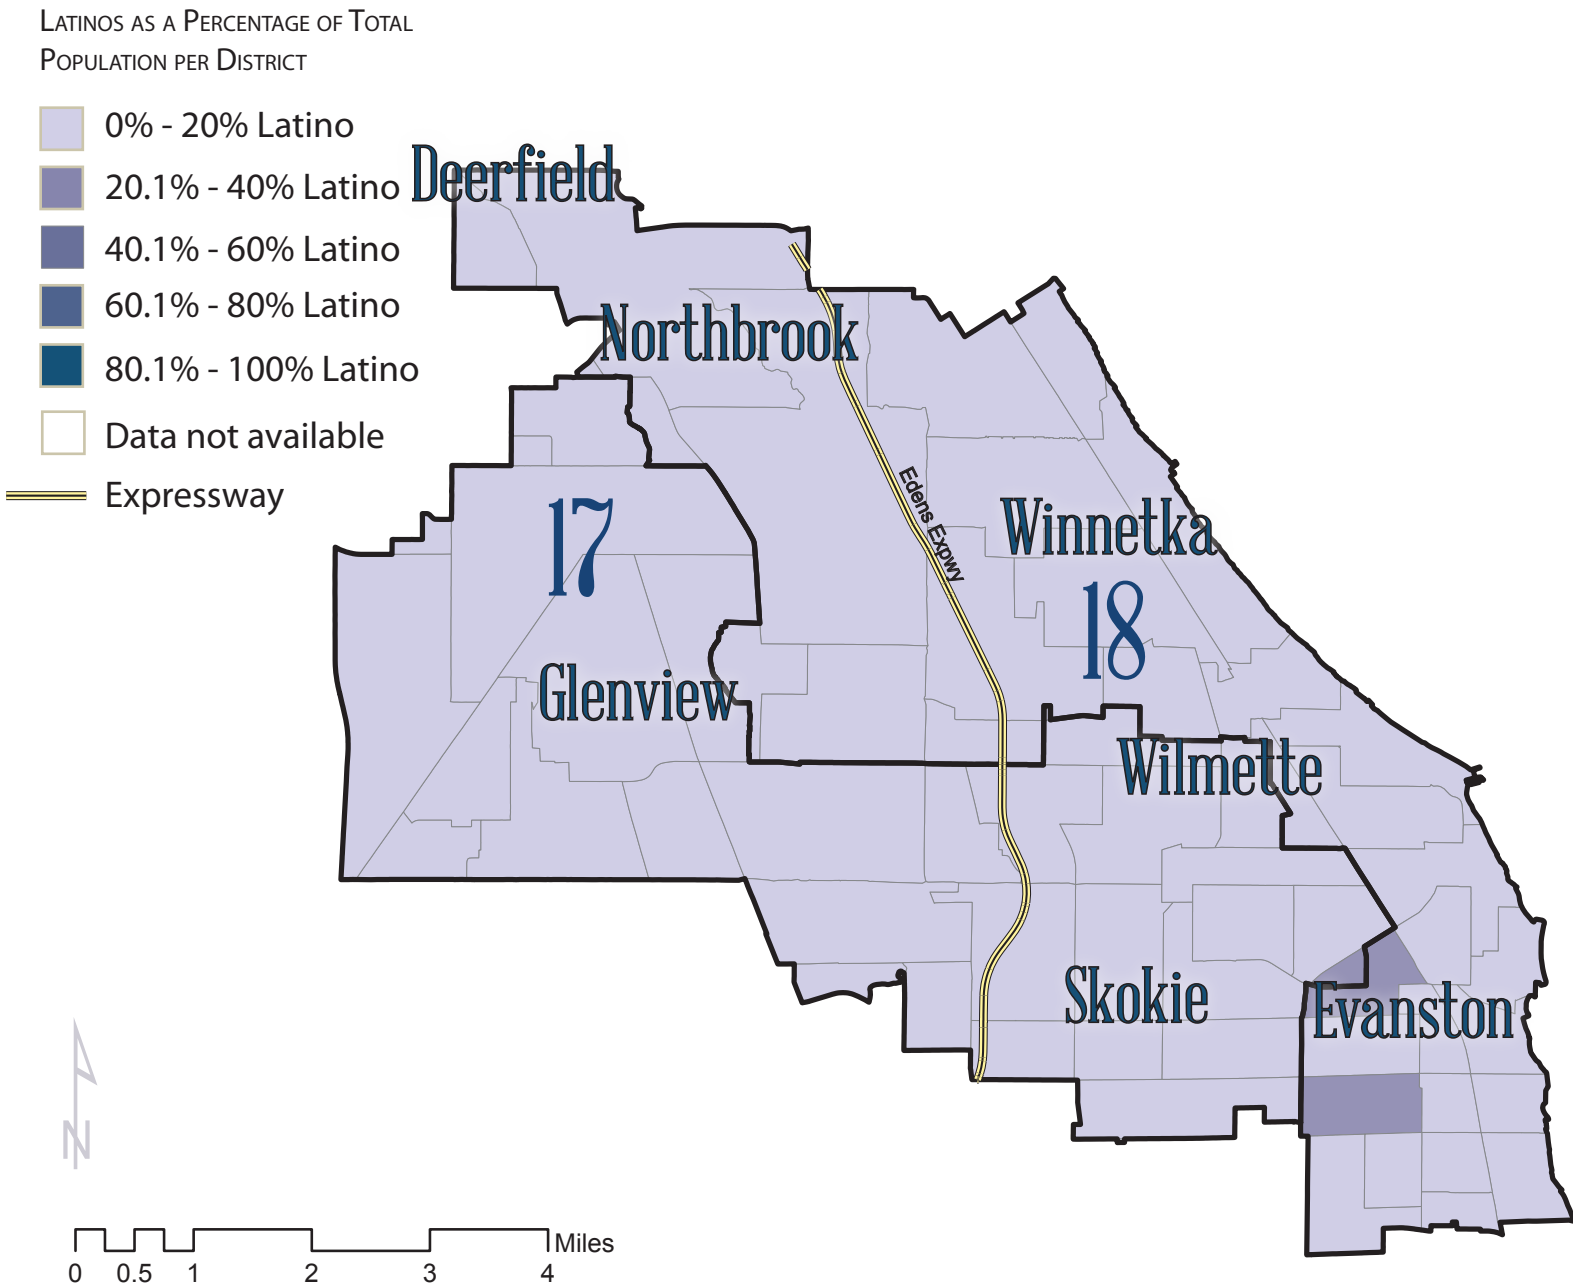 Latinos as a Percentage of Total
Population per District
0% - 20% Latino
20.1% - 40% Latino
40.1% - 60% Latino
60.1% - 80% Latino
80.1% - 100% Latino
Data not available
Expressway
Deerfield
Northbrook
Edens Expwy
Winnetka
17
18
Glenview
Wilmette
Skokie
Evanston
N
Miles
0 0.5 1 2 3 4